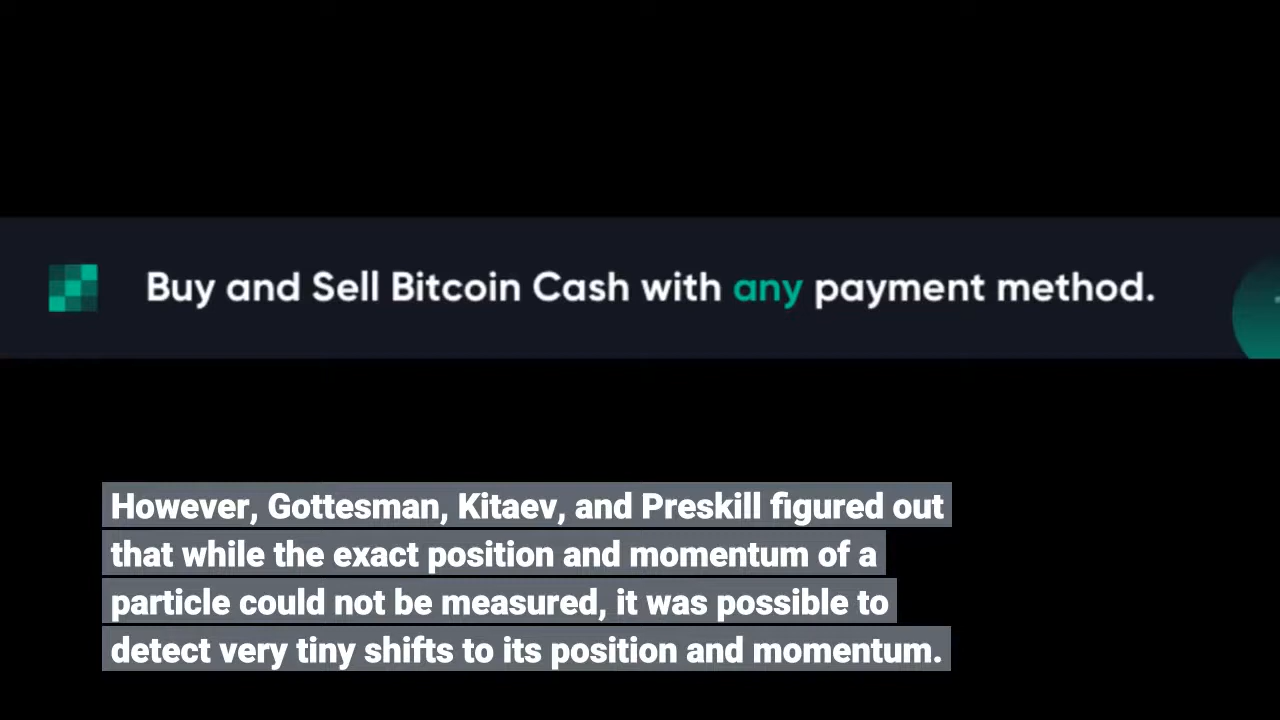 Buy and Sell Bitcoin Cash with any payment method.
However, Gottesman, Kitaev, and Preskill figured out
that while the exact position and momentum of a
particle could not be measured, it was possible to
detect very tiny shifts to its position and momentum.